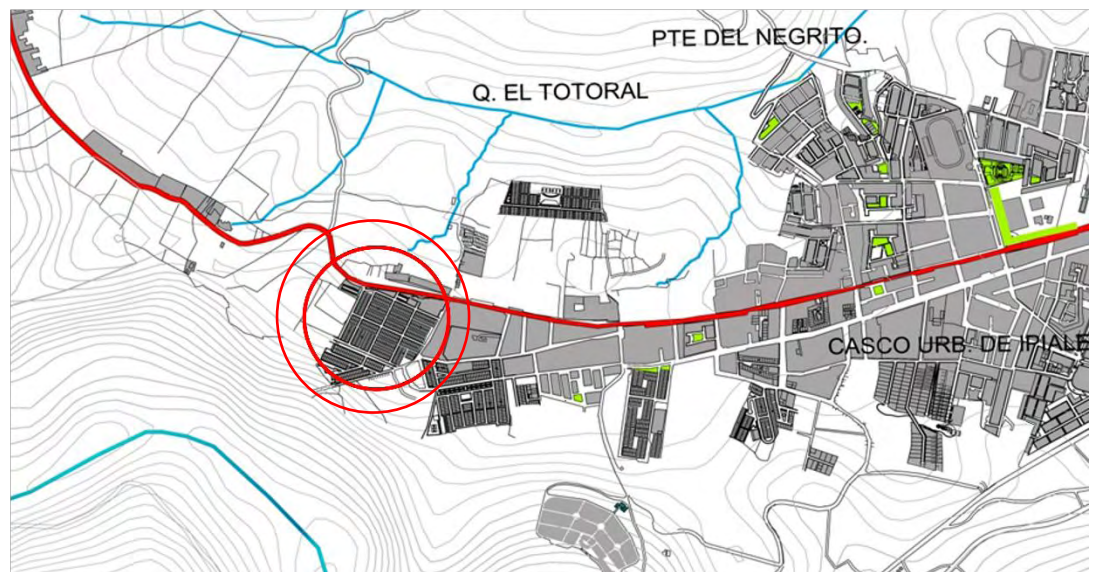 PTE DEL NEGRITO.
Q. EL TOTORAL
CASCO URB. DE IPIALE